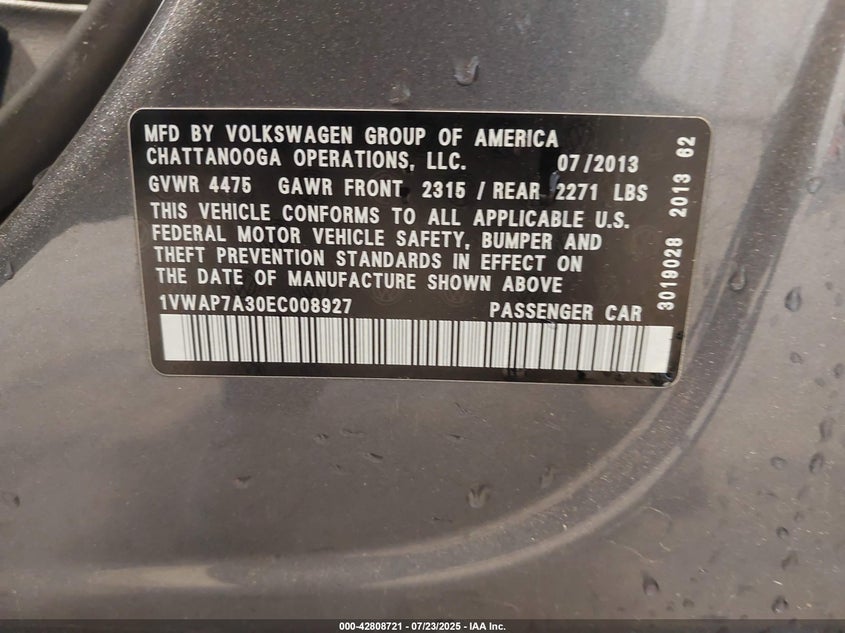 MFD BY VOLKSWAGEN GROUP OF AMERICA
CHATTANOOGA OPERATIONS, LLC. 07/2013
GVWR 4475 GAWR FRONT 2315 / REAR 2271 LBS
THIS VEHICLE CONFORMS TO ALL APPLICABLE U.S.
FEDERAL MOTOR VEHICLE SAFETY, BUMPER AND
THEFT PREVENTION STANDARDS IN EFFECT ON
THE DATE OF MANUFACTURE SHOWN ABOVE
1VWAP7A30EC008927 PASSENGER CAR
3019028 2013 62
000-42808721 | 07/23/2025 - IAA Inc.